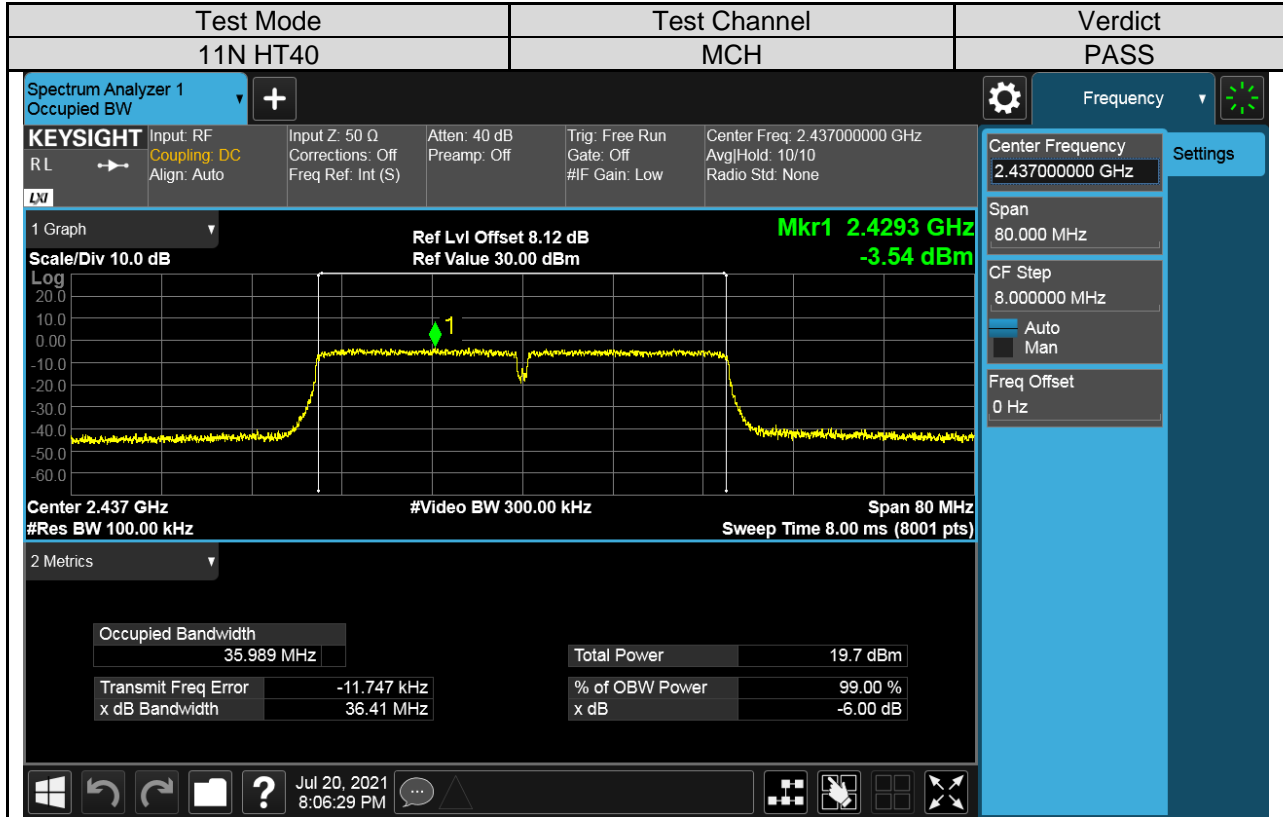 Test Mode Test Channel Verdict
11N HT40 MCH PASS
Spectrum Analyzer 1
Occupied BW
+
Frequency
KEYSIGHT Input: RF Input Z: 50 Ω Atten: 40 dB Trig: Free Run Center Freq: 2.437000000 GHz
R L Coupling: DC Corrections: Off Preamp: Off Gate: Off Avg|Hold: 10/10
Align: Auto Freq Ref: Int (S) #IF Gain: Low Radio Std: None
LXI
Center Frequency
2.437000000 GHz
Settings
Span
80.000 MHz
CF Step
8.000000 MHz
Auto
Man
Freq Offset
0 Hz
1 Graph
Ref Lvl Offset 8.12 dB
Mkr1 2.4293 GHz
Scale/Div 10.0 dB Ref Value 30.00 dBm -3.54 dBm
Log
20.0
10.0
1
0.00
-10.0
-20.0
-30.0
-40.0
-50.0
-60.0
Center 2.437 GHz #Video BW 300.00 kHz Span 80 MHz
#Res BW 100.00 kHz Sweep Time 8.00 ms (8001 pts)
2 Metrics
Occupied Bandwidth
35.989 MHz
Total Power 19.7 dBm
Transmit Freq Error -11.747 kHz % of OBW Power 99.00 %
x dB Bandwidth 36.41 MHz x dB -6.00 dB
?
Jul 20, 2021
8:06:29 PM